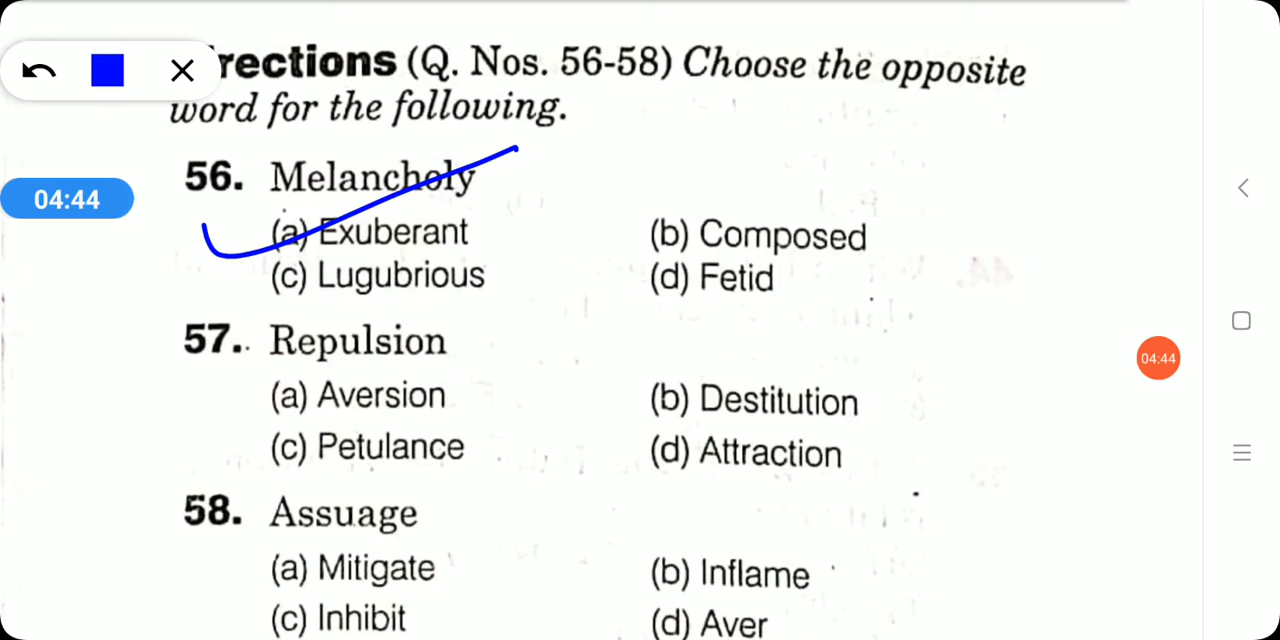 rections (Q. Nos. 56-58) Choose the opposite
word for the following.
56. Melancholy
(a) Exuberant (b) Composed
(c) Lugubrious (d) Fetid
57. Repulsion
(a) Aversion (b) Destitution
(c) Petulance (d) Attraction
58. Assuage
(a) Mitigate (b) Inflame
(c) Inhibit (d) Aver
04:44
04:44